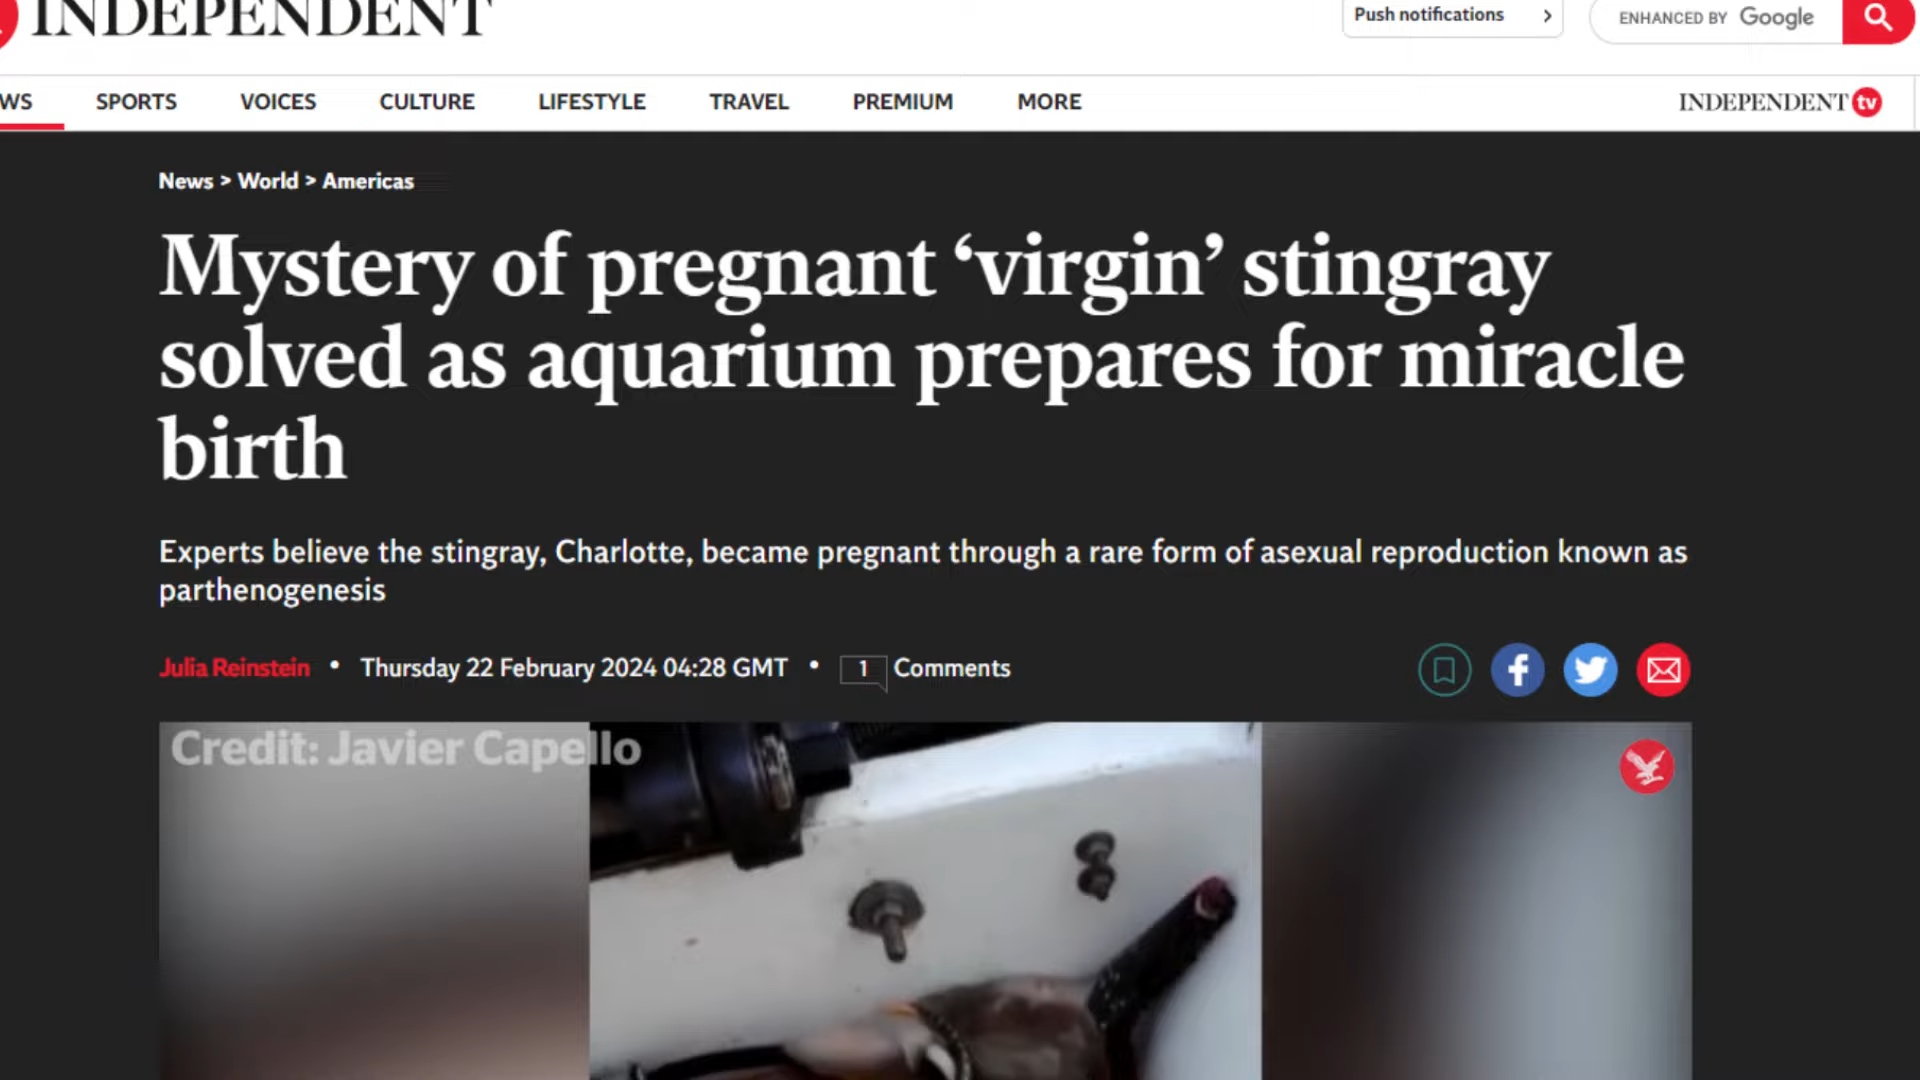 INDEPENDENT
Push notifications
ENHANCED BY Google
WS SPORTS VOICES CULTURE LIFESTYLE TRAVEL PREMIUM MORE INDEPENDENT tv
News > World > Americas
Mystery of pregnant ‘virgin’ stingray
solved as aquarium prepares for miracle
birth
Experts believe the stingray, Charlotte, became pregnant through a rare form of asexual reproduction known as
parthenogenesis
Julia Reinstein • Thursday 22 February 2024 04:28 GMT • 1 Comments
Credit: Javier Capello